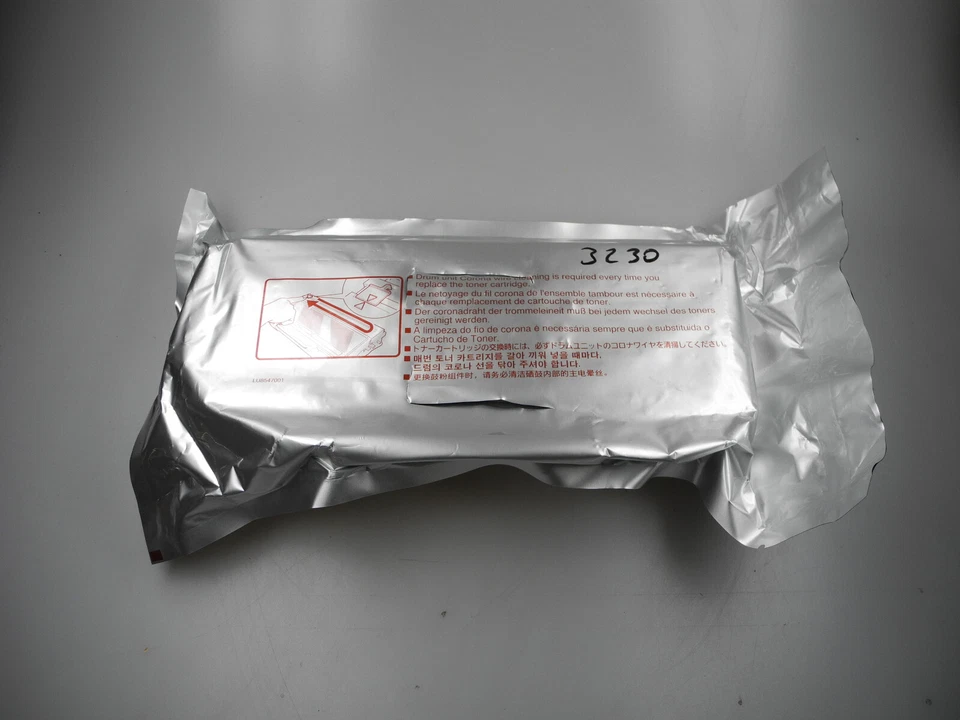 3230
Drum unit Corona wire cleaning is required every time you
replace the toner cartridge.
Le netoyage du fil corona de l'ensemble tambour est nécessaire à
chaque remplacement de cartouche de toner.
Der coronadraht der trommeleinheit muß bei jedem wechsel des toners
gereinigt werden.
A limpeza do fio de corona è necessária sempre que è substituida o
Cartucho de Toner.
トナーカートリッジの交換時には、必ずドラムユニットのコロナワイヤを清掃してください。
매번 토너 카트리지를 갈아 끼워 넣을 때마다,
드럼의 코로나 선을 닦아 주셔야 합니다.
更换鼓粉组件时，请务必清洁硒鼓内部的主电晕丝。